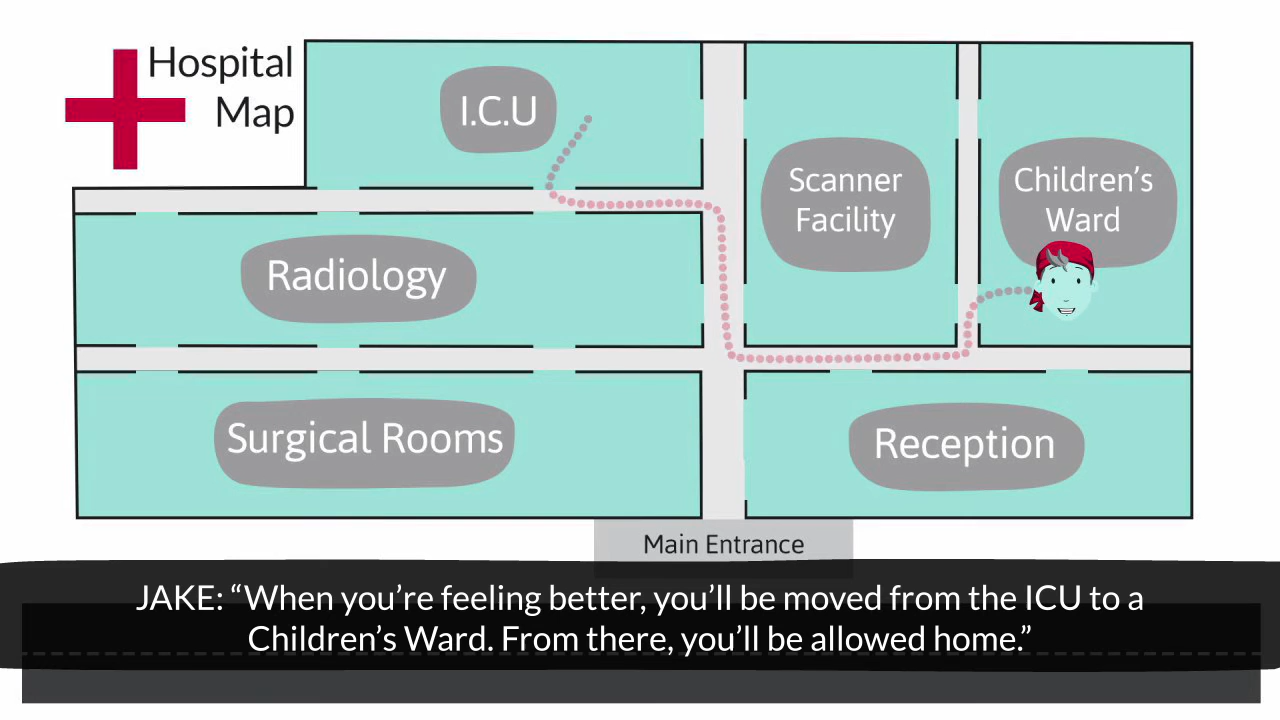 Hospital
Map
I.C.U
Scanner
Facility
Children’s
Ward
Radiology
Surgical Rooms
Reception
Main Entrance
JAKE: “When you’re feeling better, you’ll be moved from the ICU to a
Children’s Ward. From there, you’ll be allowed home.”